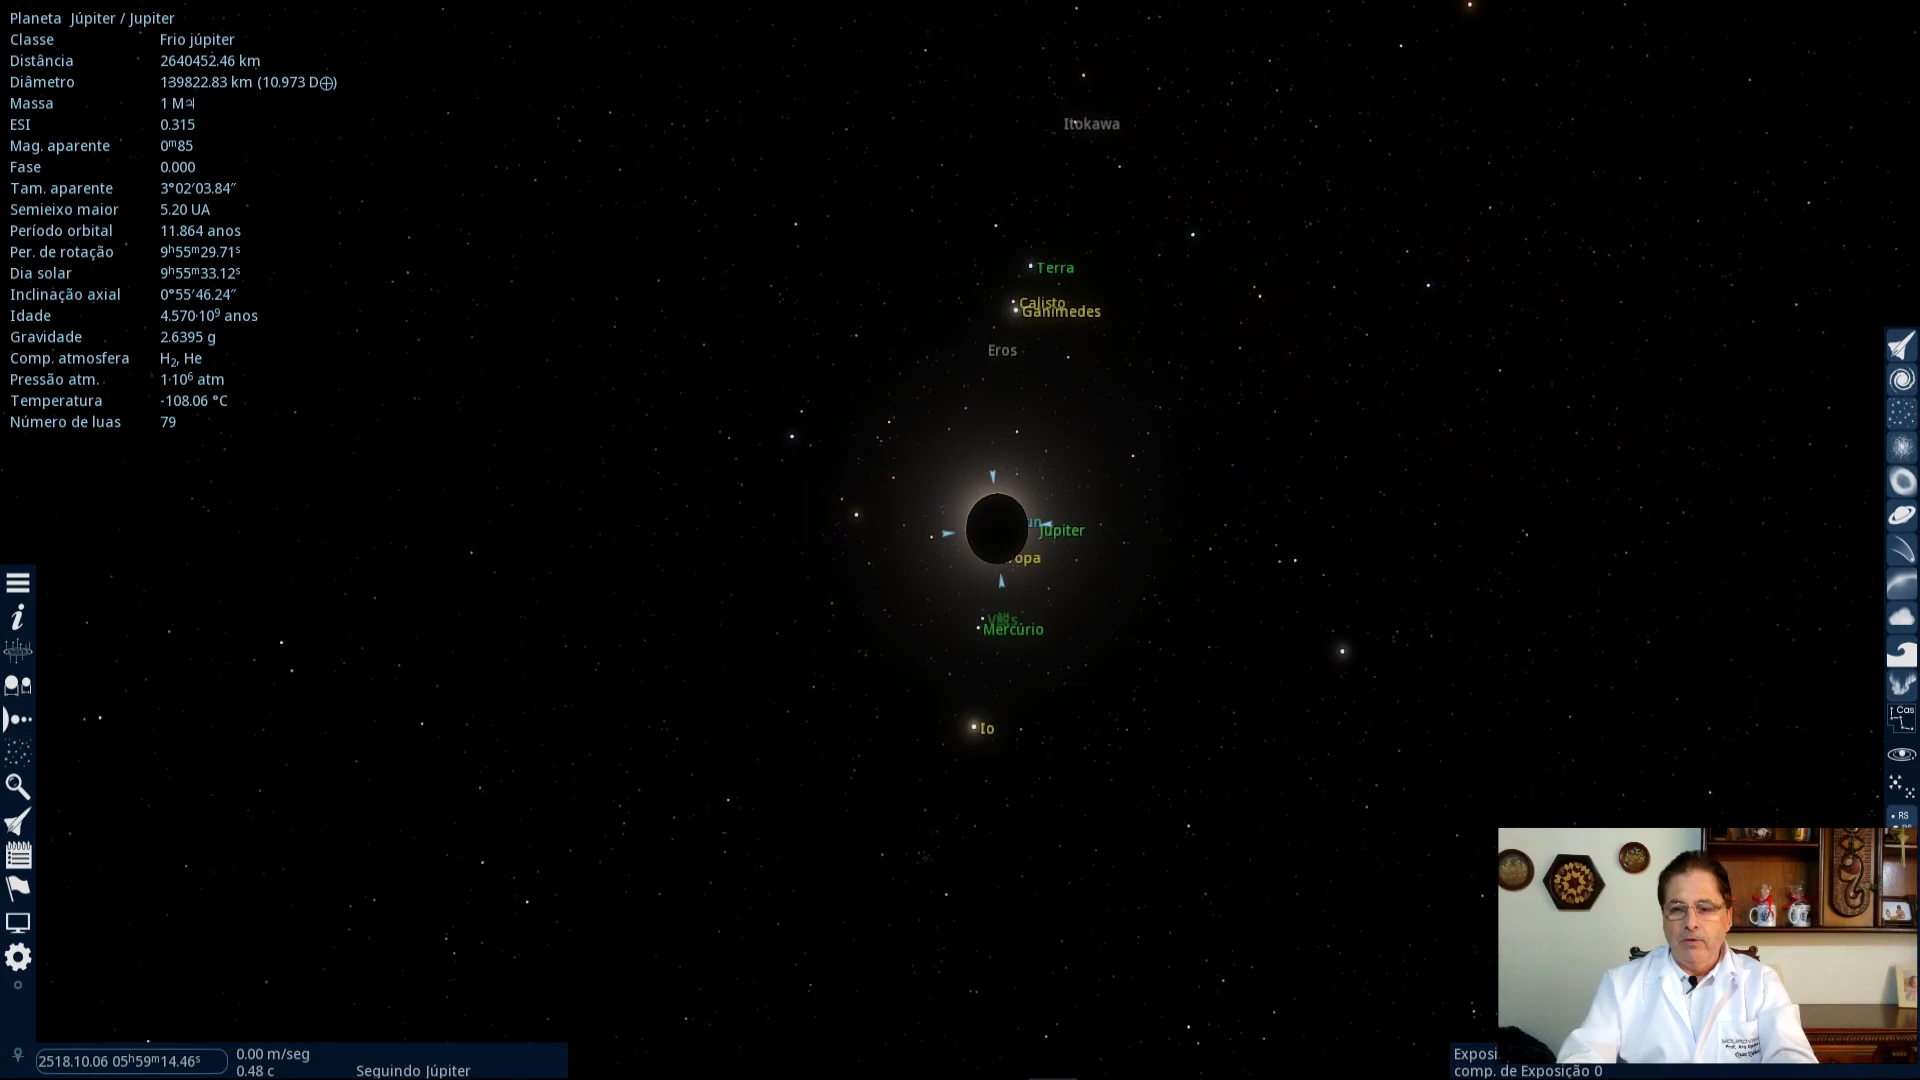 Planeta Júpiter / Jupiter
Classe Frio júpiter
Distância 2640452.46 km
Diâmetro 139822.83 km (10.973 D⊕)
Massa 1 M♃
ESI 0.315
Mag. aparente 0ᵐ85
Fase 0.000
Tam. aparente 3°02′03.84″
Semieixo maior 5.20 UA
Período orbital 11.864 anos
Per. de rotação 9ʰ55ᵐ29.71ˢ
Dia solar 9ʰ55ᵐ33.12ˢ
Inclinação axial 0°55′46.24″
Idade 4.570·10⁹ anos
Gravidade 2.6395 g
Comp. atmosfera H₂, He
Pressão atm. 1·10⁶ atm
Temperatura -108.06 °C
Número de luas 79
Itokawa
Terra
Calisto
Ganimedes
Eros
Júpiter
opa
Mercúrio
Io
Cas
RS
2518.10.06 05ʰ59ᵐ14.46ˢ
0.00 m/seg
0.48 c
Seguindo Júpiter
Exposi
comp. de Exposição 0